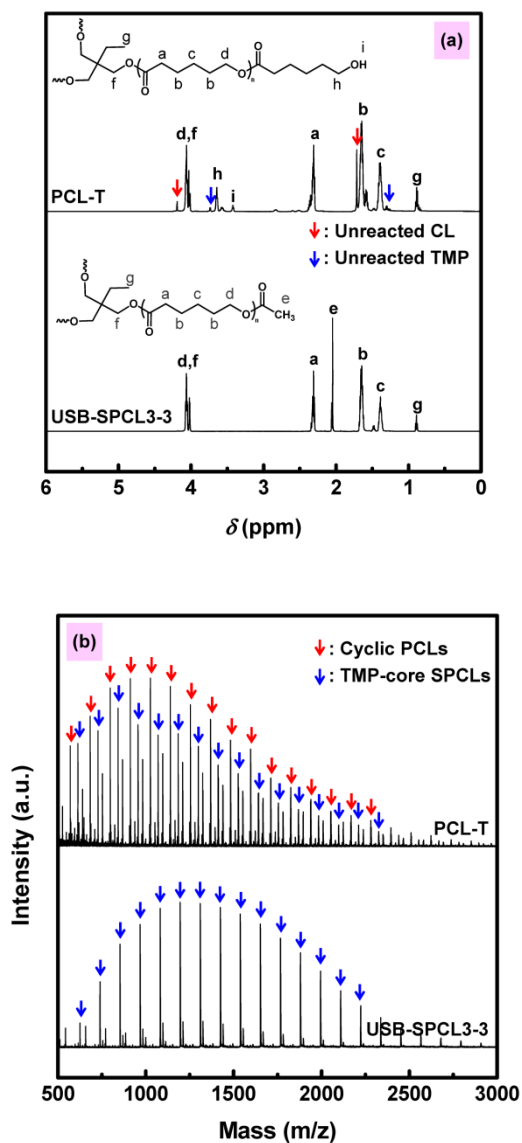 (a)
O
g
O
f
O
O
a
b
c
b
d
O
n
O
i
OH
h
b
d,f
h
i
a
c
g
PCL-T
↓: Unreacted CL
↓: Unreacted TMP
O
g
O
f
O
O
a
b
c
b
d
O
n
O
e
CH3
e
d,f
a
b
c
g
USB-SPCL3-3
6 5 4 3 2 1 0
δ (ppm)
(b)
↓: Cyclic PCLs
↓: TMP-core SPCLs
PCL-T
Intensity (a.u.)
USB-SPCL3-3
500 1000 1500 2000 2500 3000
Mass (m/z)